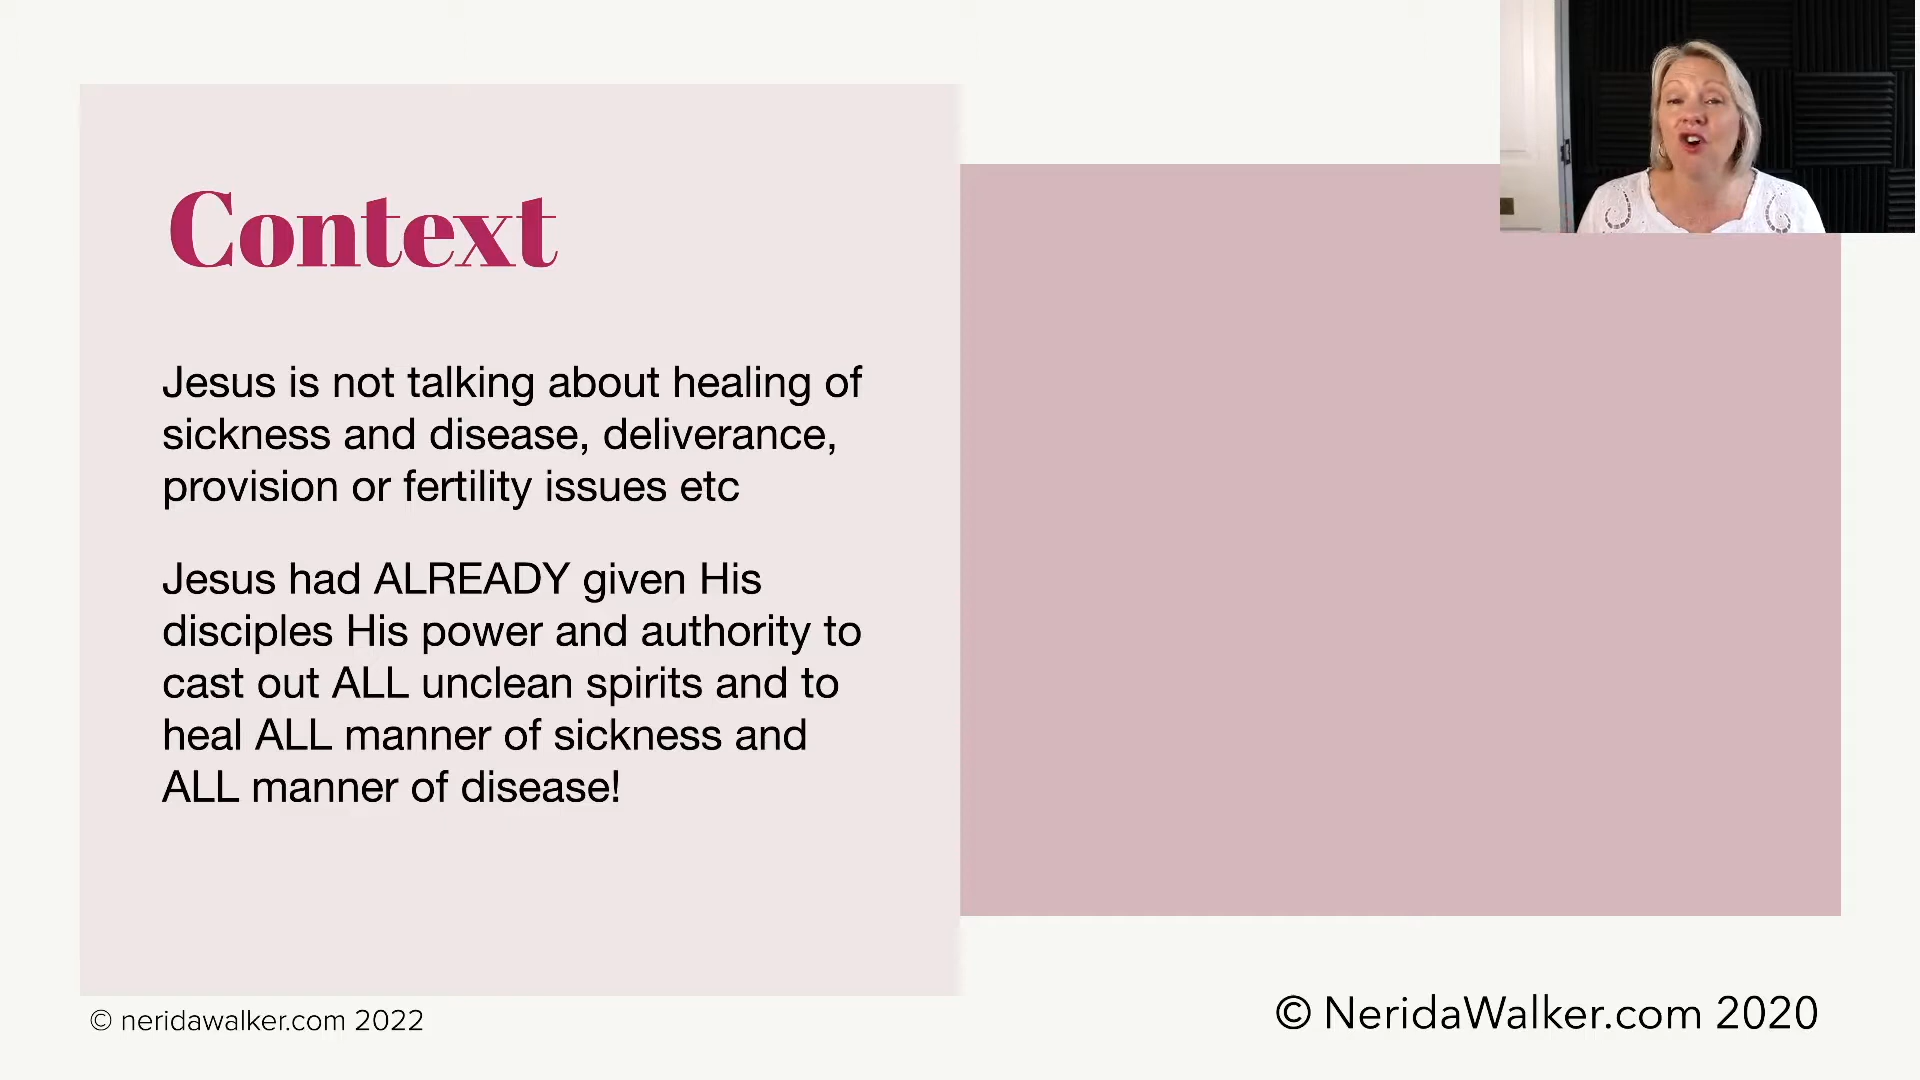 Context
Jesus is not talking about healing of
sickness and disease, deliverance,
provision or fertility issues etc
Jesus had ALREADY given His
disciples His power and authority to
cast out ALL unclean spirits and to
heal ALL manner of sickness and
ALL manner of disease!
© neridawalker.com 2022
© NeridaWalker.com 2020